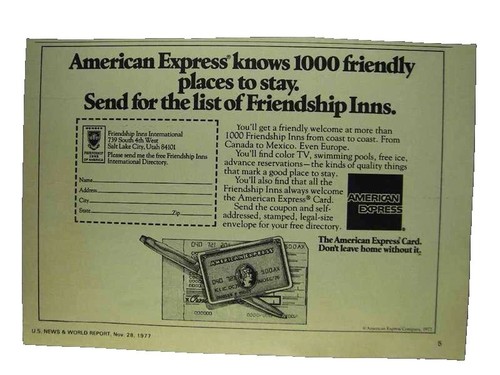 American Express® knows 1000 friendly
places to stay.
Send for the list of Friendship Inns.
Friendship Inns International
739 South 4th West
Salt Lake City, Utah 84101
Please send me the free Friendship Inns
International Directory.
Name
Address
City
State Zip
You'll get a friendly welcome at more than
1000 Friendship Inns from coast to coast. From
Canada to Mexico. Even Europe.
You'll find color TV, swimming pools, free ice,
advance reservations—the kinds of quality things
that mark a good place to stay.
You'll also find that all the
Friendship Inns always welcome
the American Express® Card.
Send the coupon and self-
addressed, stamped, legal-size
envelope for your free directory.
AMERICAN
EXPRESS
The American Express® Card.
Don't leave home without it.
AMERICAN EXPRESS
© American Express Company, 1977
U.S. NEWS & WORLD REPORT, Nov. 28, 1977
5